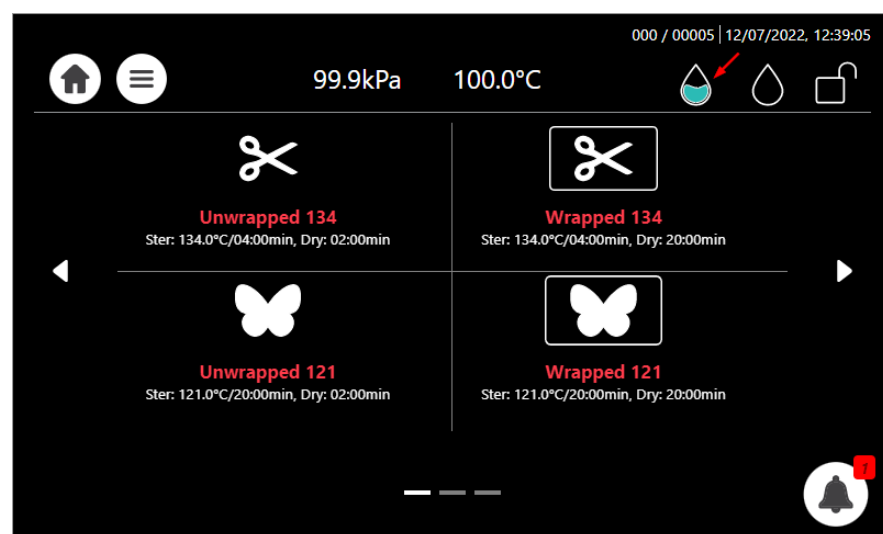 000 / 00005 | 12/07/2022, 12:39:05
99.9kPa 100.0°C
Unwrapped 134
Ster: 134.0°C/04:00min, Dry: 02:00min
Wrapped 134
Ster: 134.0°C/04:00min, Dry: 20:00min
Unwrapped 121
Ster: 121.0°C/20:00min, Dry: 02:00min
Wrapped 121
Ster: 121.0°C/20:00min, Dry: 20:00min
1